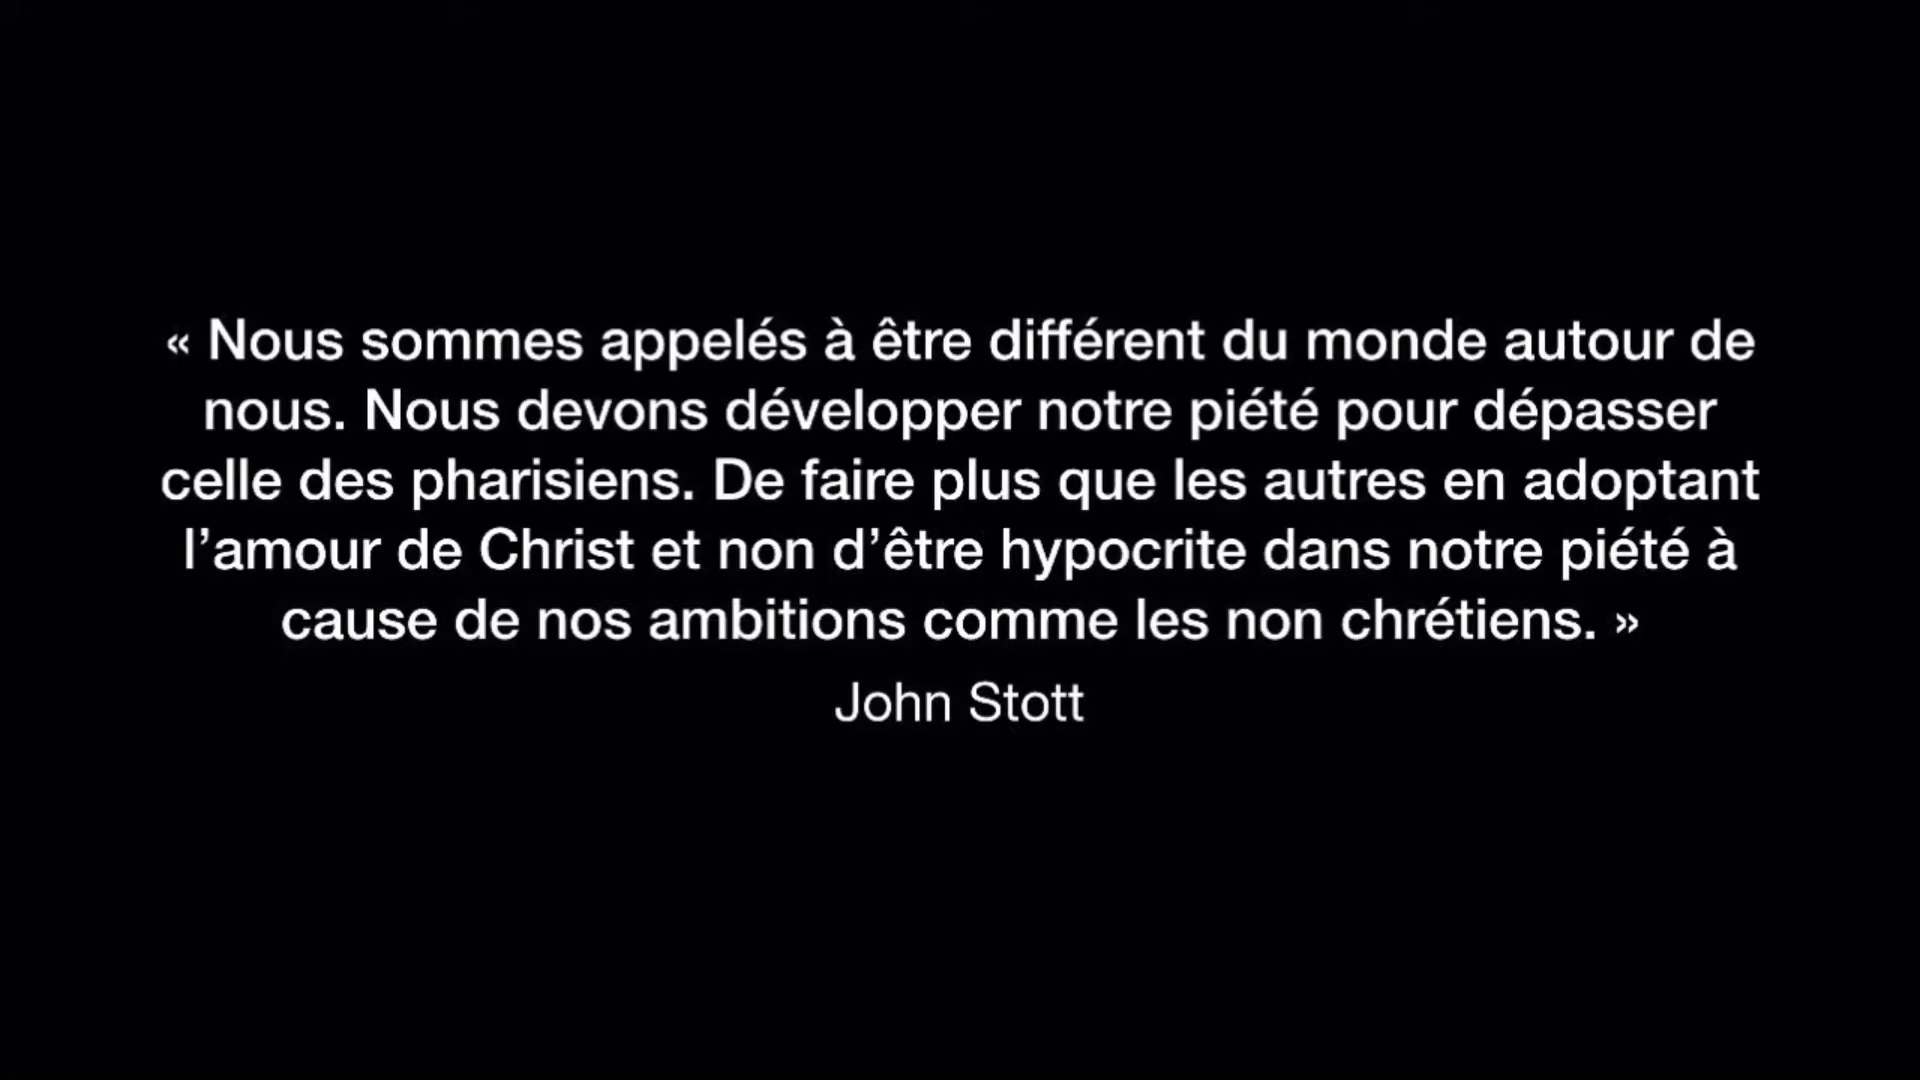 « Nous sommes appelés à être différent du monde autour de
nous. Nous devons développer notre piété pour dépasser
celle des pharisiens. De faire plus que les autres en adoptant
l’amour de Christ et non d’être hypocrite dans notre piété à
cause de nos ambitions comme les non chrétiens. »
John Stott